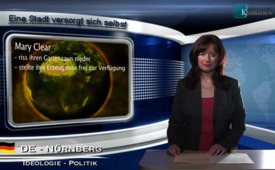 Eine Stadt versorgt sich selbst
K
Mary Clear
- riss ihren Gartenzaun nieder
- stellte ihre Erzeugnisse frei zur Verfügung
DE - NÜRNBERG
IDEOLOGIE - POLITIK